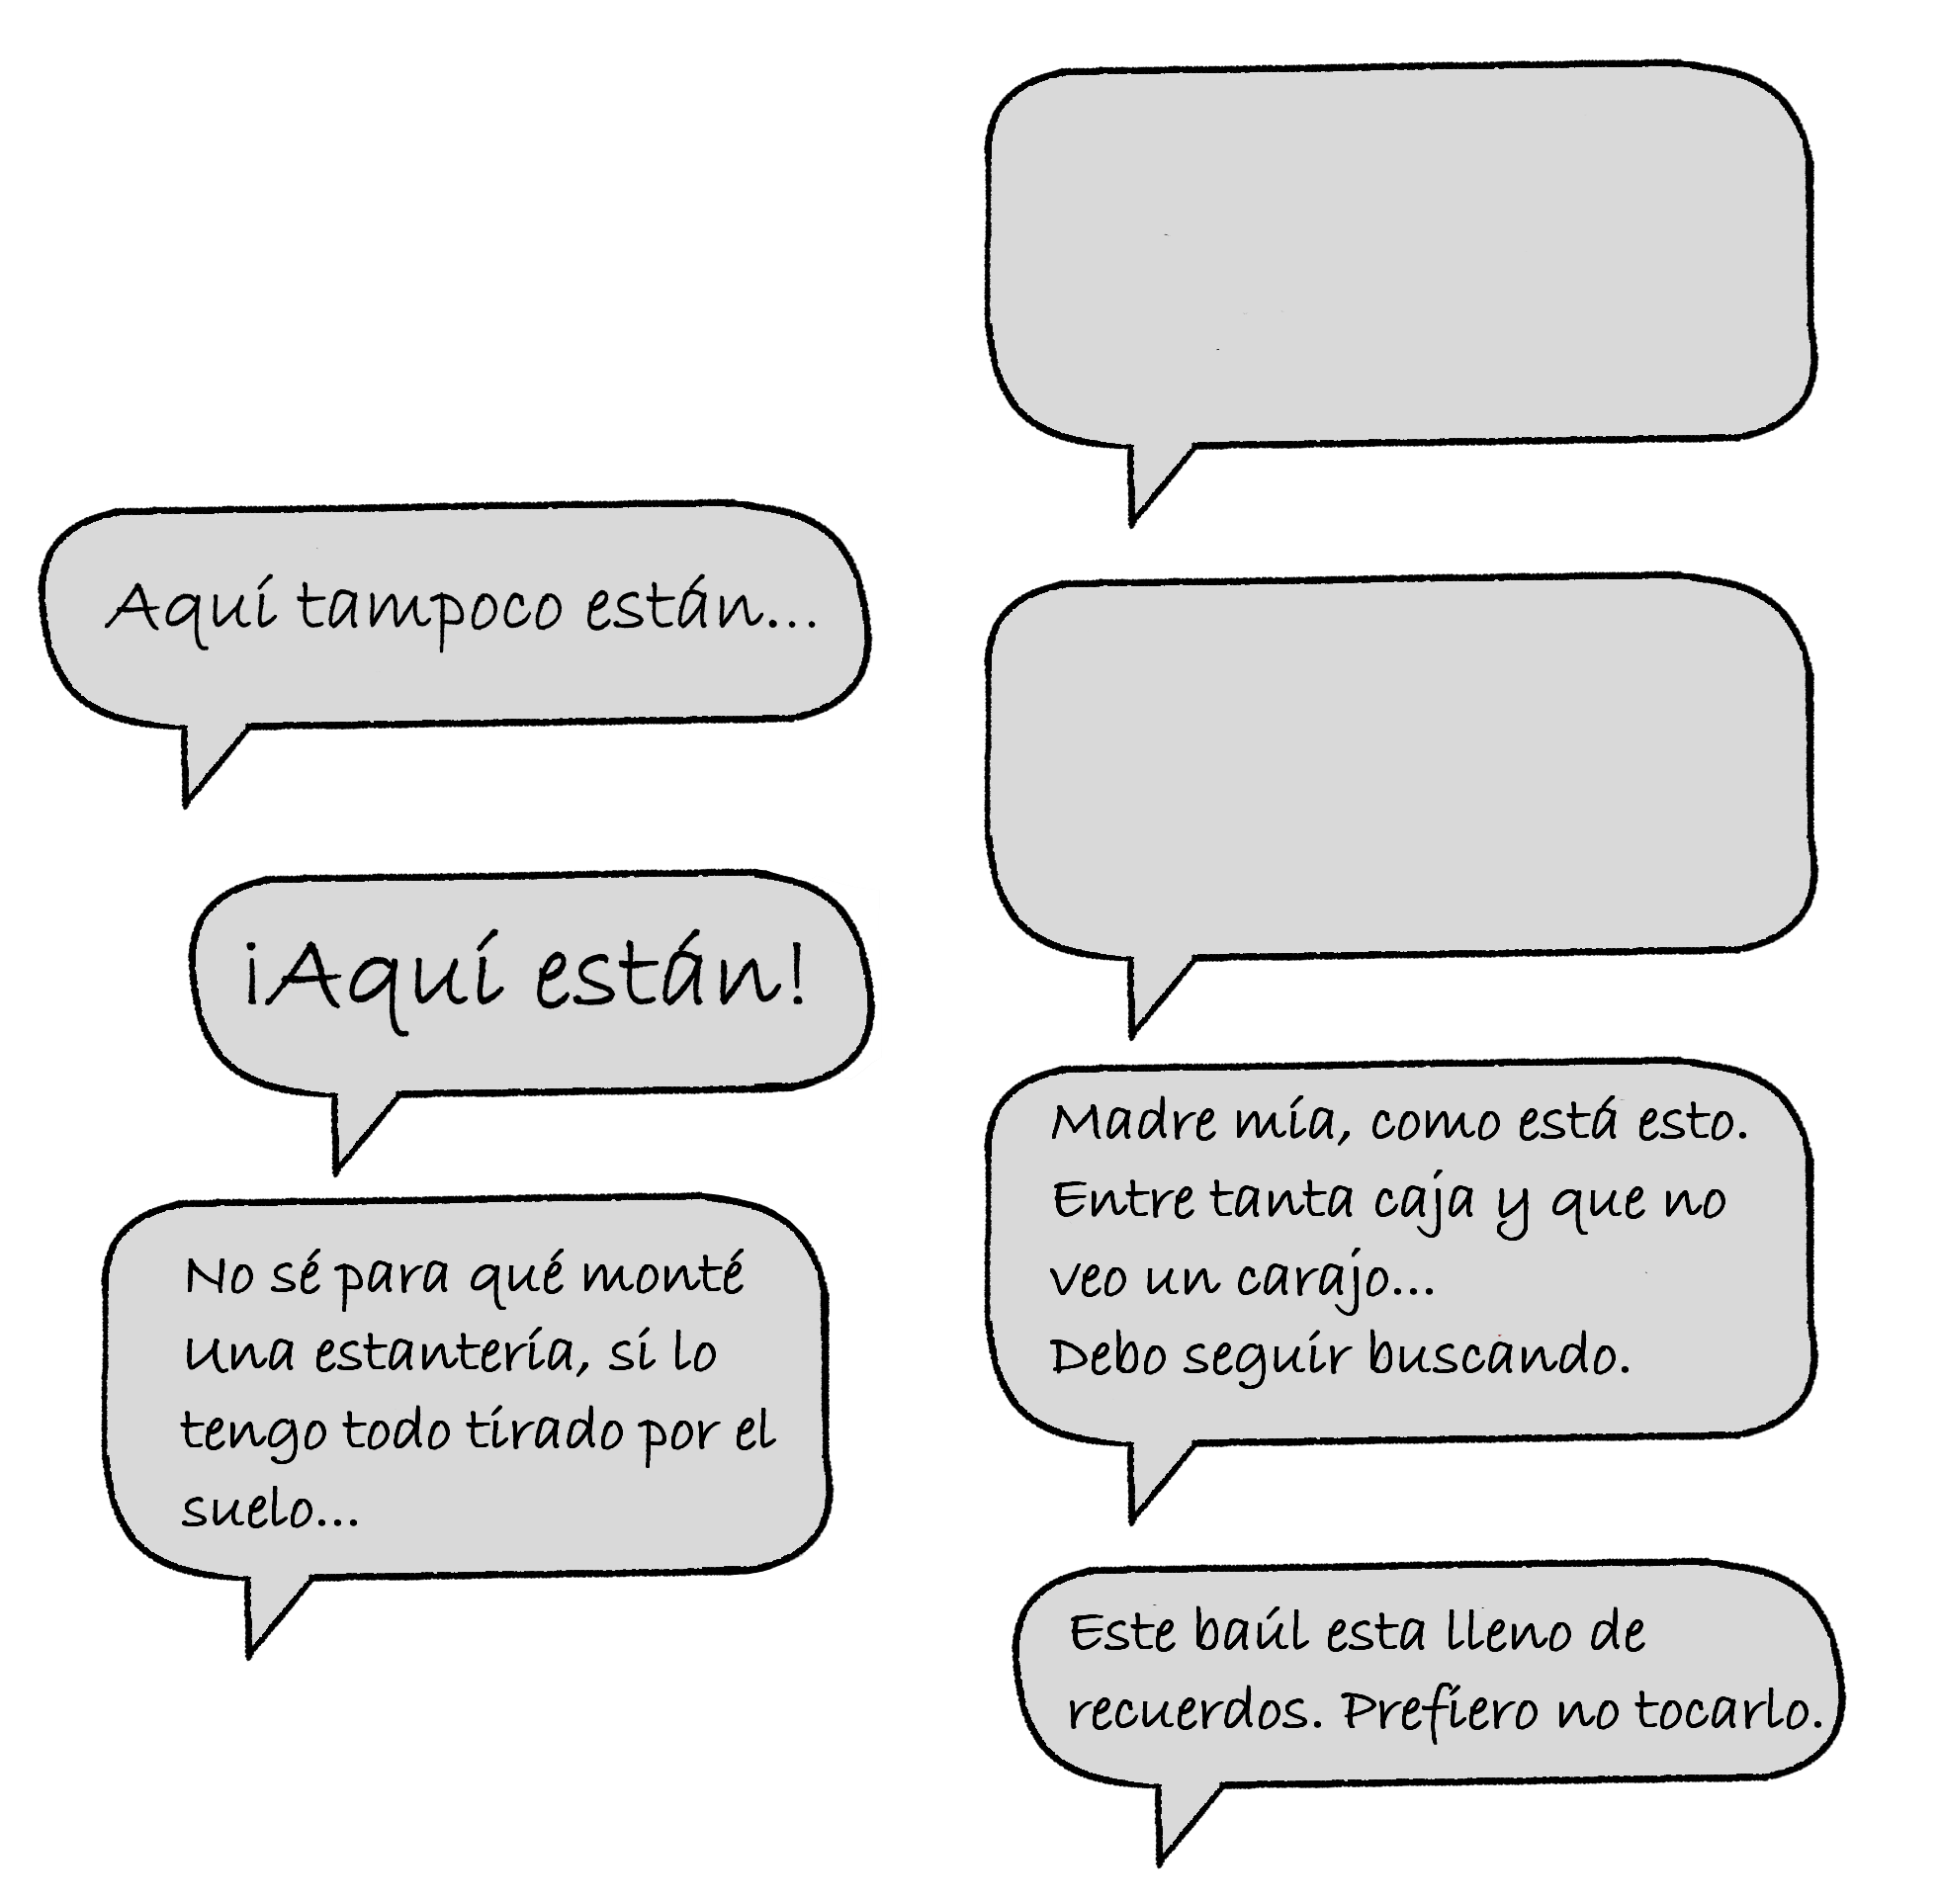 Aquí tampoco están...
¡Aquí están!
No sé para qué monté
Una estantería, si lo
tengo todo tirado por el
suelo...
Madre mía, como está esto.
Entre tanta caja y que no
veo un carajo...
Debo seguir buscando.
Este baúl esta lleno de
recuerdos. Prefiero no tocarlo.